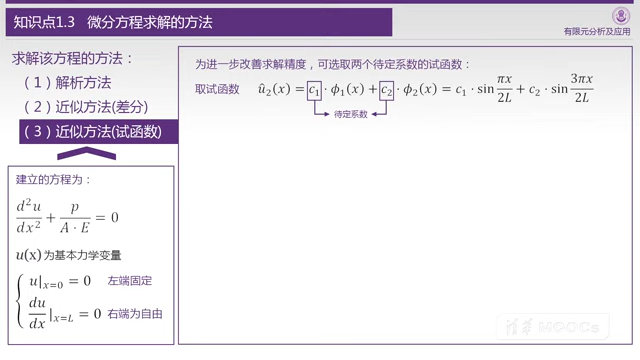 知识点1.3 微分方程求解的方法
有限元分析及应用
求解该方程的方法：
（1）解析方法
（2）近似方法(差分)
（3）近似方法(试函数)
建立的方程为：
d²u/dx² + p/(A·E) = 0
u(x)为基本力学变量
u|ₓ₌₀ = 0 左端固定
du/dx|ₓ₌L = 0 右端为自由
为进一步改善求解精度，可选取两个待定系数的试函数：
取试函数 û₂(x) = c₁·ϕ₁(x) + c₂·ϕ₂(x) = c₁·sin πx/2L + c₂·sin 3πx/2L
待定系数
清华 MOOCs